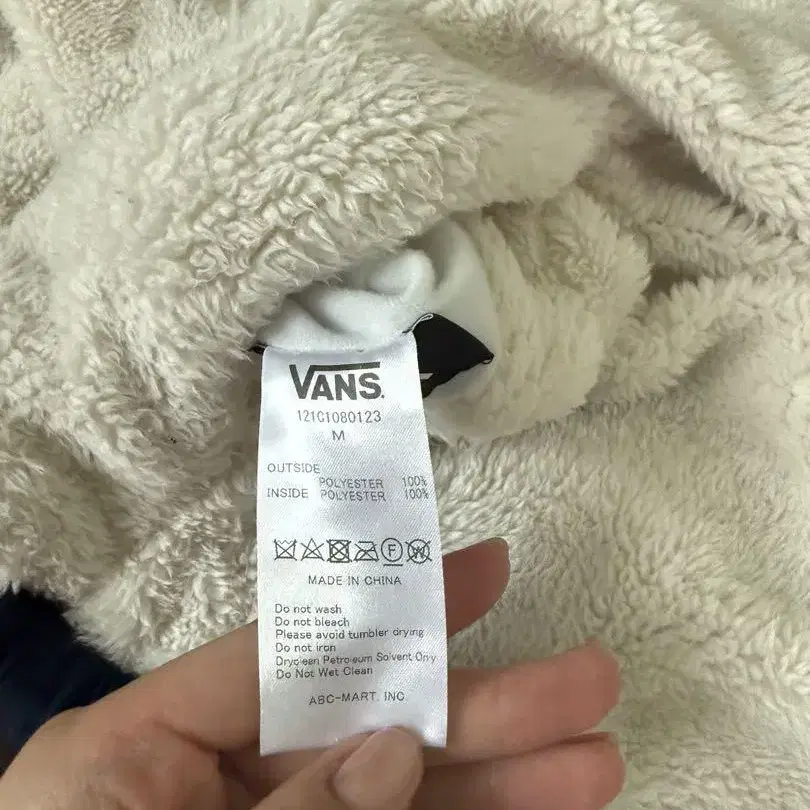 VANS
121C1080123
M
OUTSIDE
POLYESTER 100%
INSIDE POLYESTER 100%
F W
MADE IN CHINA
Do not wash
Do not bleach
Please avoid tumbler drying
Do not iron
Dryclean Petroleum Solvent Only
Do Not Wet Clean
ABC-MART. INC.